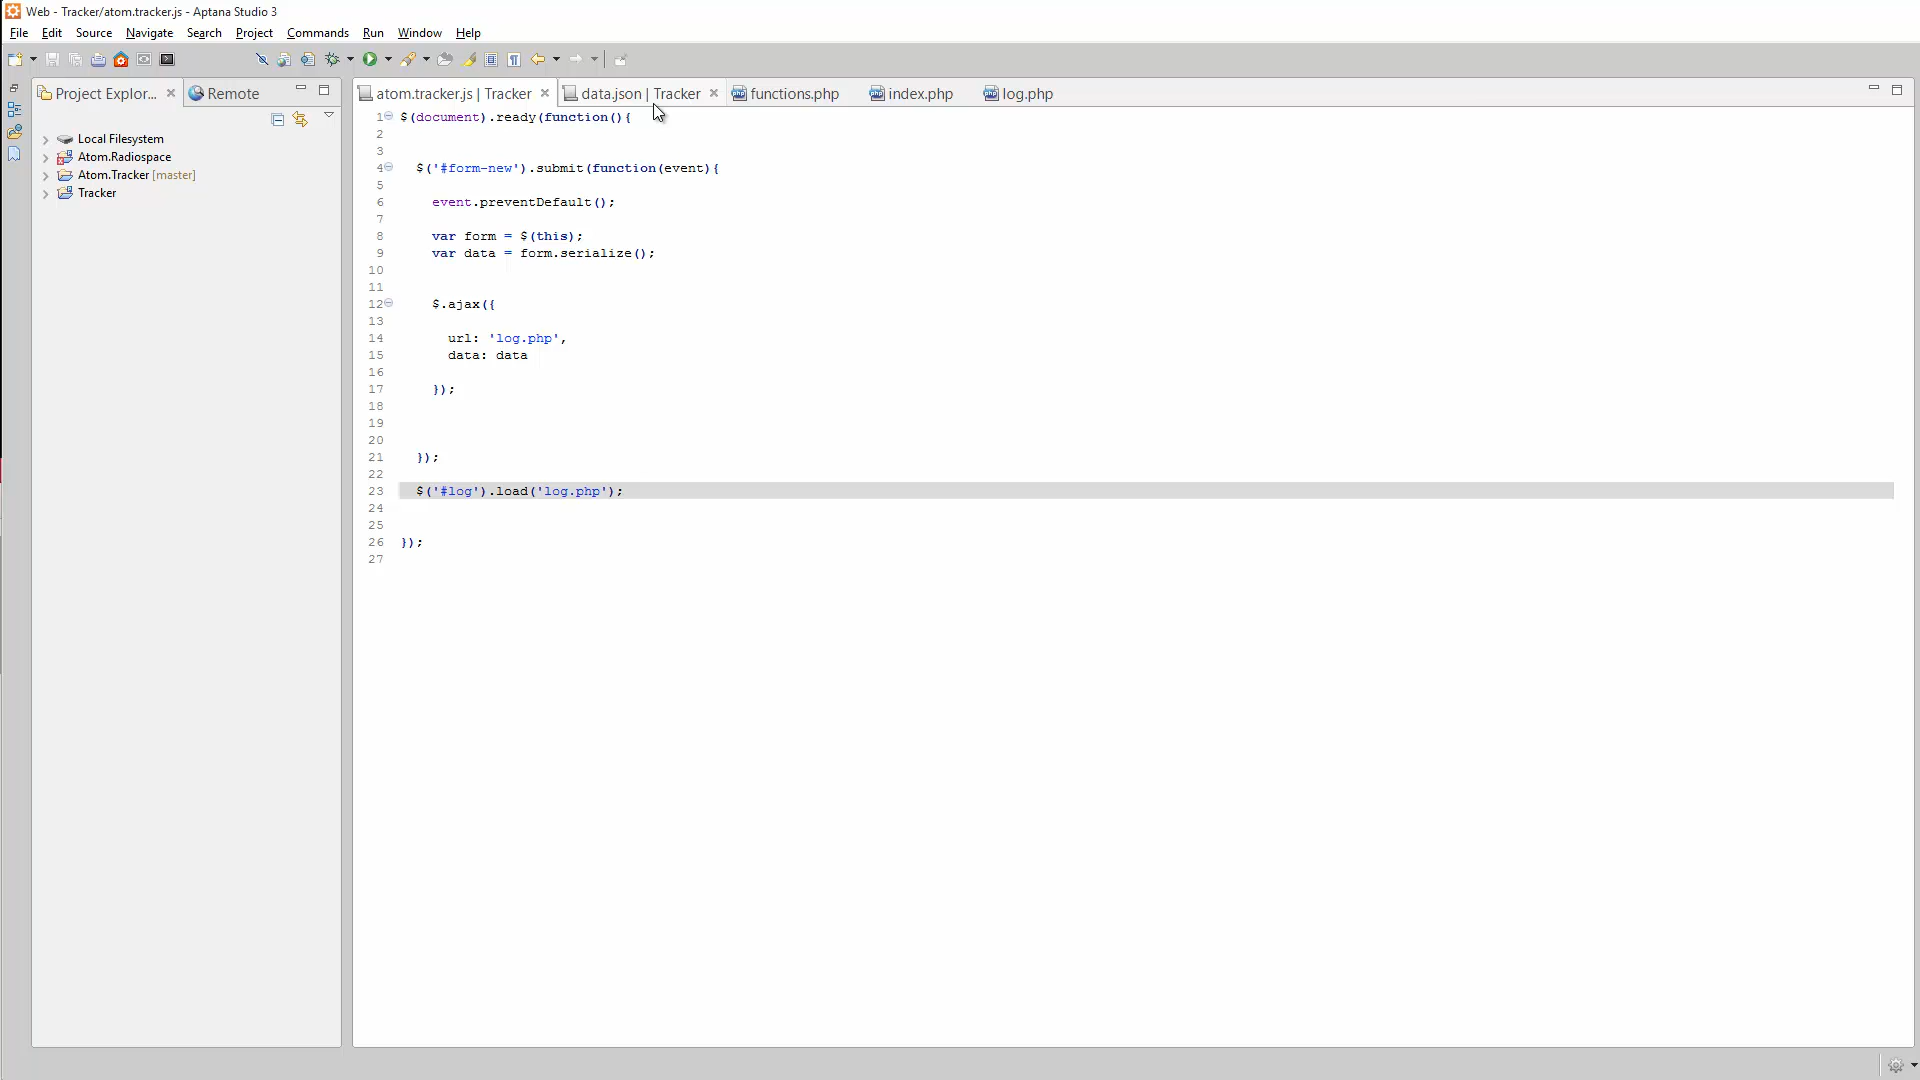 Web - Tracker/atom.tracker.js - Aptana Studio 3
File Edit Source Navigate Search Project Commands Run Window Help
Project Explor... Remote
atom.tracker.js | Tracker data.json | Tracker functions.php index.php log.php
Local Filesystem
Atom.Radiospace
Atom.Tracker [master]
Tracker
1 $(document).ready(function(){
2
3
4 $('#form-new').submit(function(event){
5
6 event.preventDefault();
7
8 var form = $(this);
9 var data = form.serialize();
10
11
12 $.ajax({
13
14 url: 'log.php',
15 data: data
16
17 });
18
19
20
21 });
22
23 $('#log').load('log.php');
24
25
26 });
27